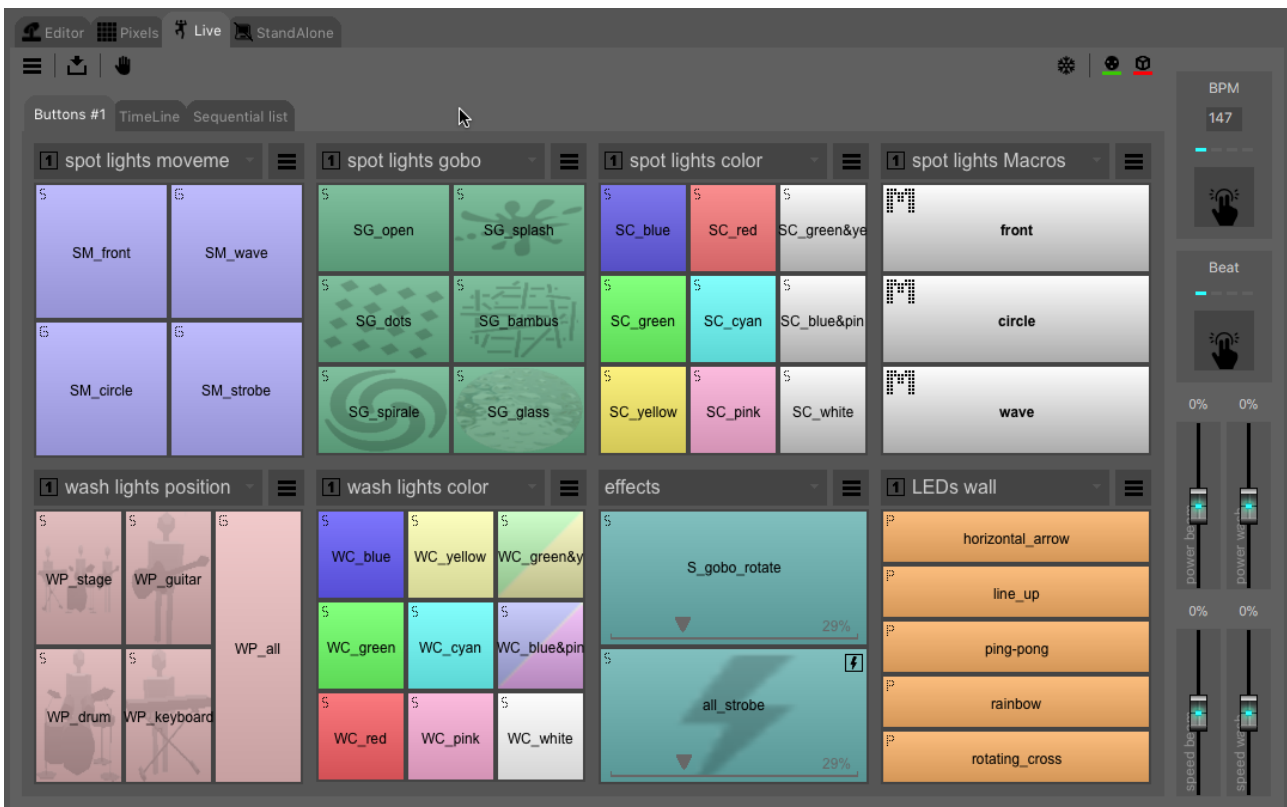 Editor
Pixels
Live
StandAlone
BPM
147
Buttons #1
TimeLine
Sequential list
1 spot lights moveme
1 spot lights gobo
1 spot lights color
1 spot lights Macros
S
SM_front
G
SM_wave
G
SM_circle
G
SM_strobe
S
SG_open
S
SG_splash
S
SG_dots
S
SG_bambus
S
SG_spirale
S
SG_glass
S
SC_blue
S
SC_red
S
SC_green&ye
S
SC_green
S
SC_cyan
S
SC_blue&pin
S
SC_yellow
S
SC_pink
S
SC_white
M
front
M
circle
M
wave
Beat
0%
0%
power beam
power wash
1 wash lights position
1 wash lights color
effects
1 LEDs wall
S
WP_stage
S
WP_guitar
G
WP_all
S
WP_drum
S
WP_keyboard
S
WC_blue
S
WC_yellow
S
WC_green&y
S
WC_green
S
WC_cyan
S
WC_blue&pin
S
WC_red
S
WC_pink
S
WC_white
S
S_gobo_rotate
29%
S
all_strobe
29%
P
horizontal_arrow
P
line_up
P
ping-pong
P
rainbow
P
rotating_cross
0%
0%
speed beam
speed wash